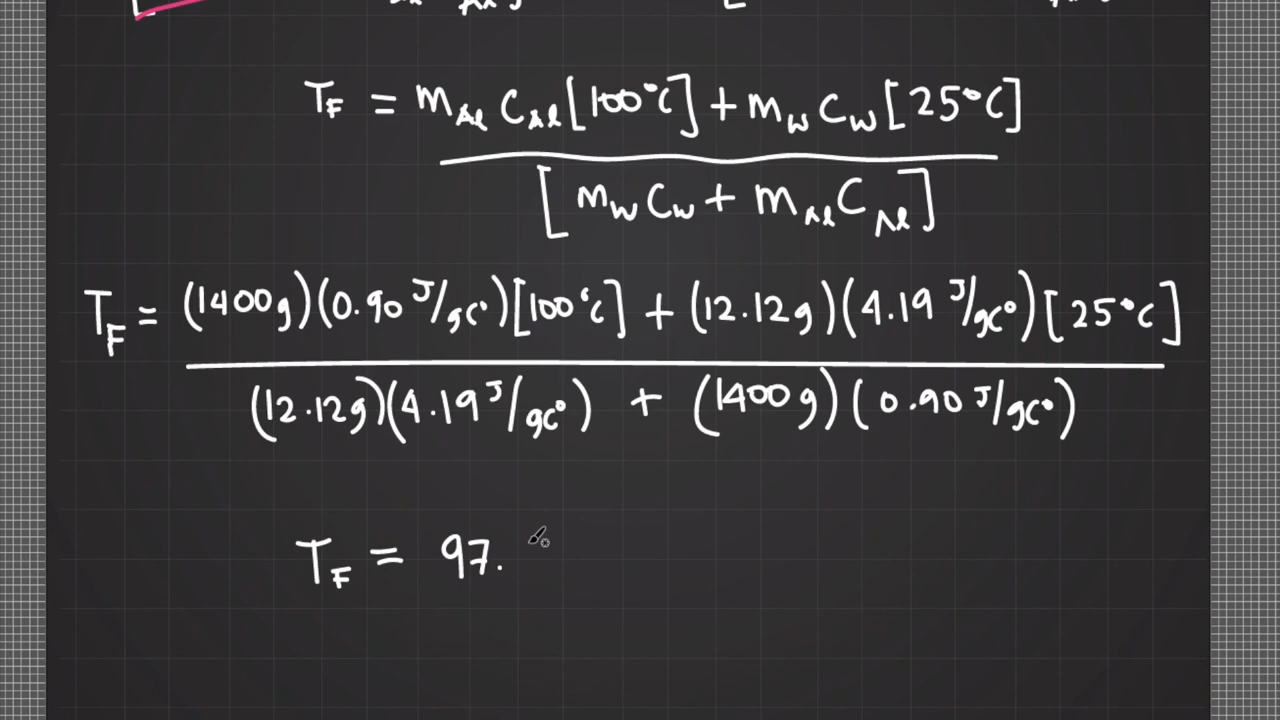 T_F = m_Al C_Al [100°C] + m_W C_W [25°C]
[m_W C_W + m_Al C_Al]
T_F = (1400g)(0.90 J/gC°)[100°C] + (12.12g)(4.19 J/gC°)[25°C]
(12.12g)(4.19 J/gC°) + (1400g)(0.90 J/gC°)
T_F = 97.